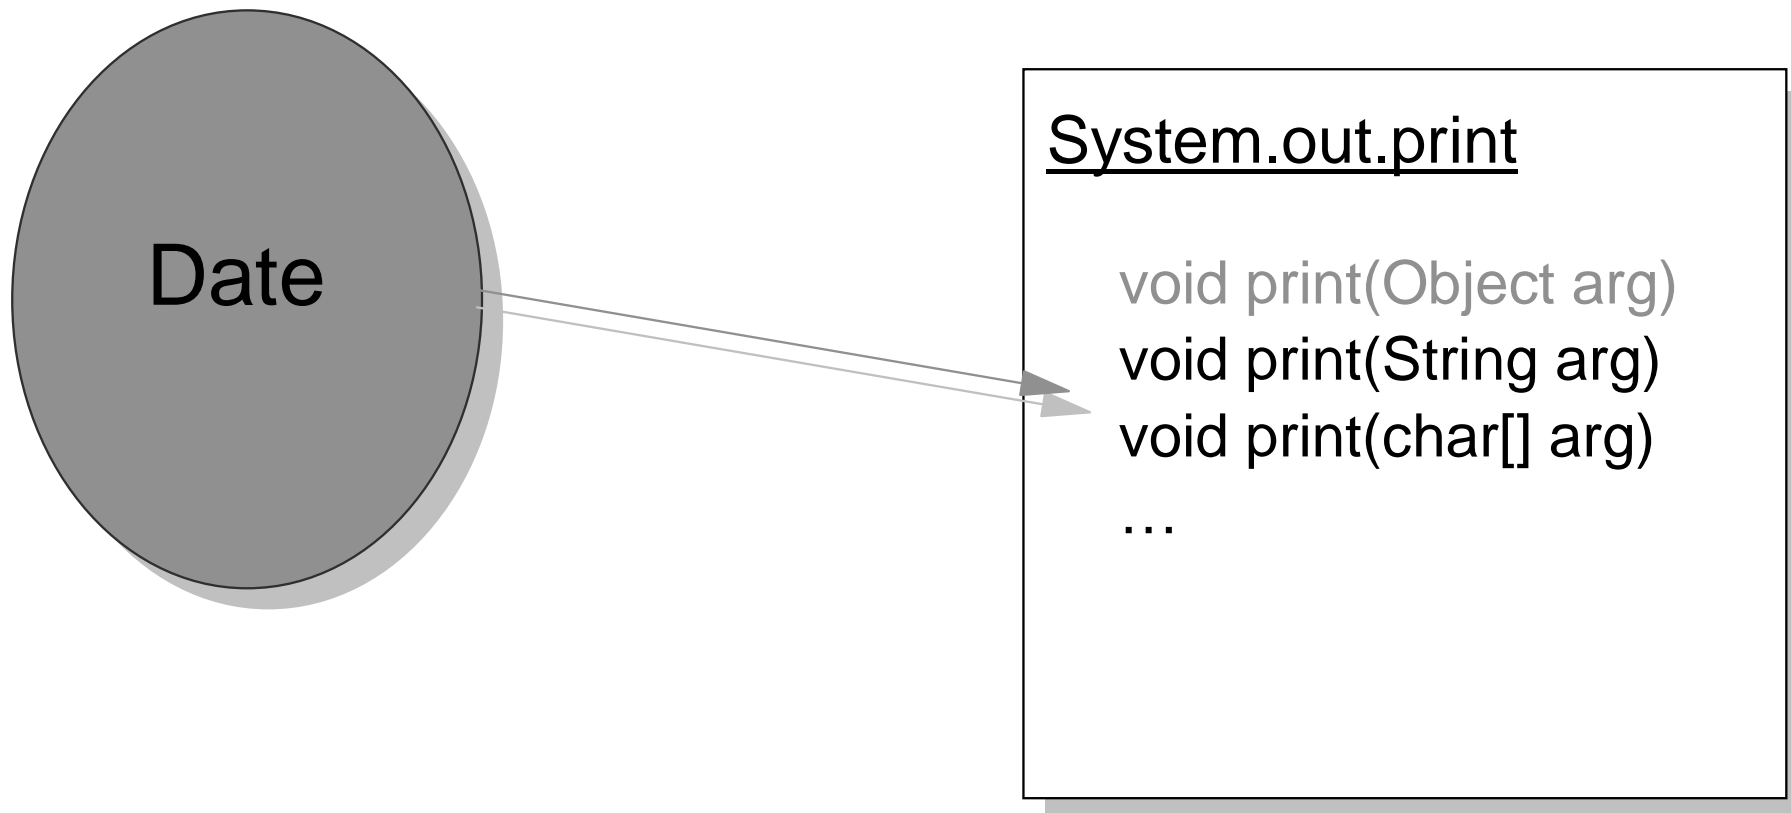 Date
System.out.print
void print(Object arg)
void print(String arg)
void print(char[] arg)
…